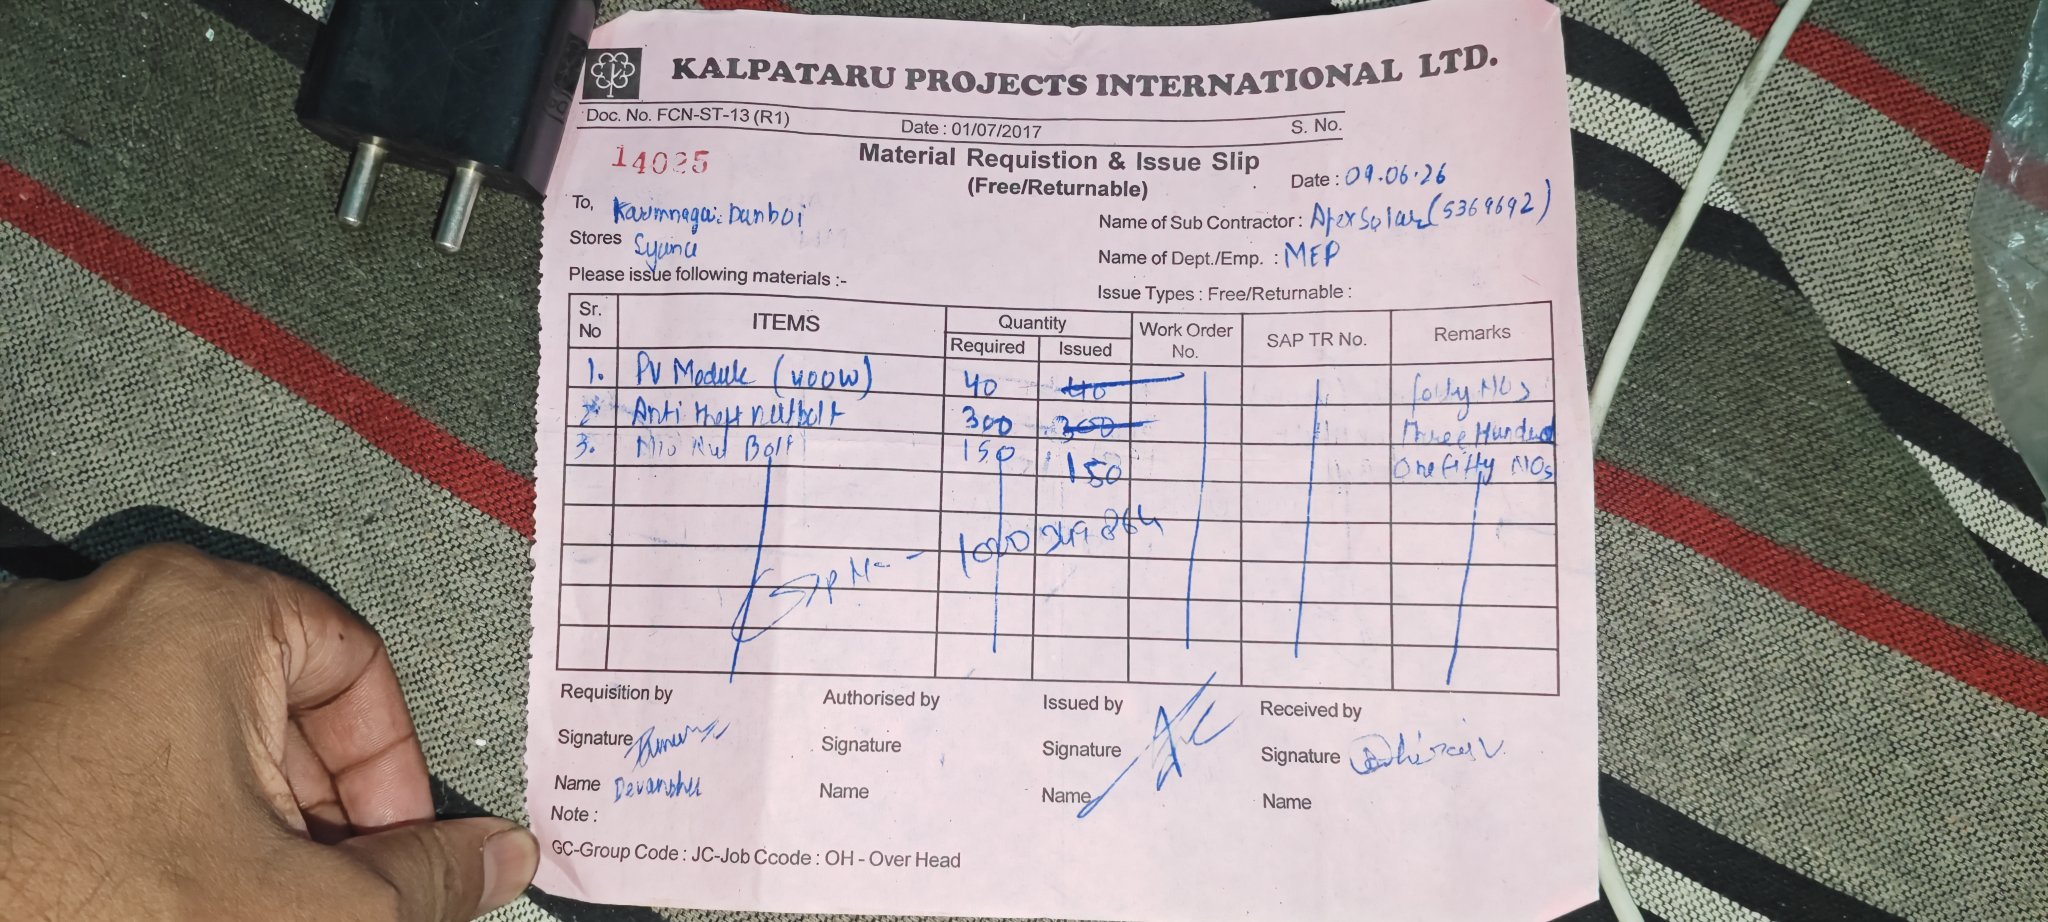 KALPATARU PROJECTS INTERNATIONAL LTD.
Doc. No. FCN-ST-13 (R1) Date : 01/07/2017 S. No.
14025 Material Requistion & Issue Slip
(Free/Returnable) Date : 09.06.26
To,
Name of Sub Contractor : (5369692)
Stores Syana
Name of Dept./Emp. : MEP
Please issue following materials :-
Issue Types : Free/Returnable :
Sr. No ITEMS Quantity Required Issued Work Order No. SAP TR No. Remarks
1. PV Module (400W) 40 40 NOs
2. Anti theft nutbolt 300 300 Three Hundred
3. Nut Bolt 150 150 One fifty NOs
Requisition by Authorised by Issued by Received by
Signature Signature Signature Signature
Name Name Name Name
Note :
GC-Group Code : JC-Job Ccode : OH - Over Head